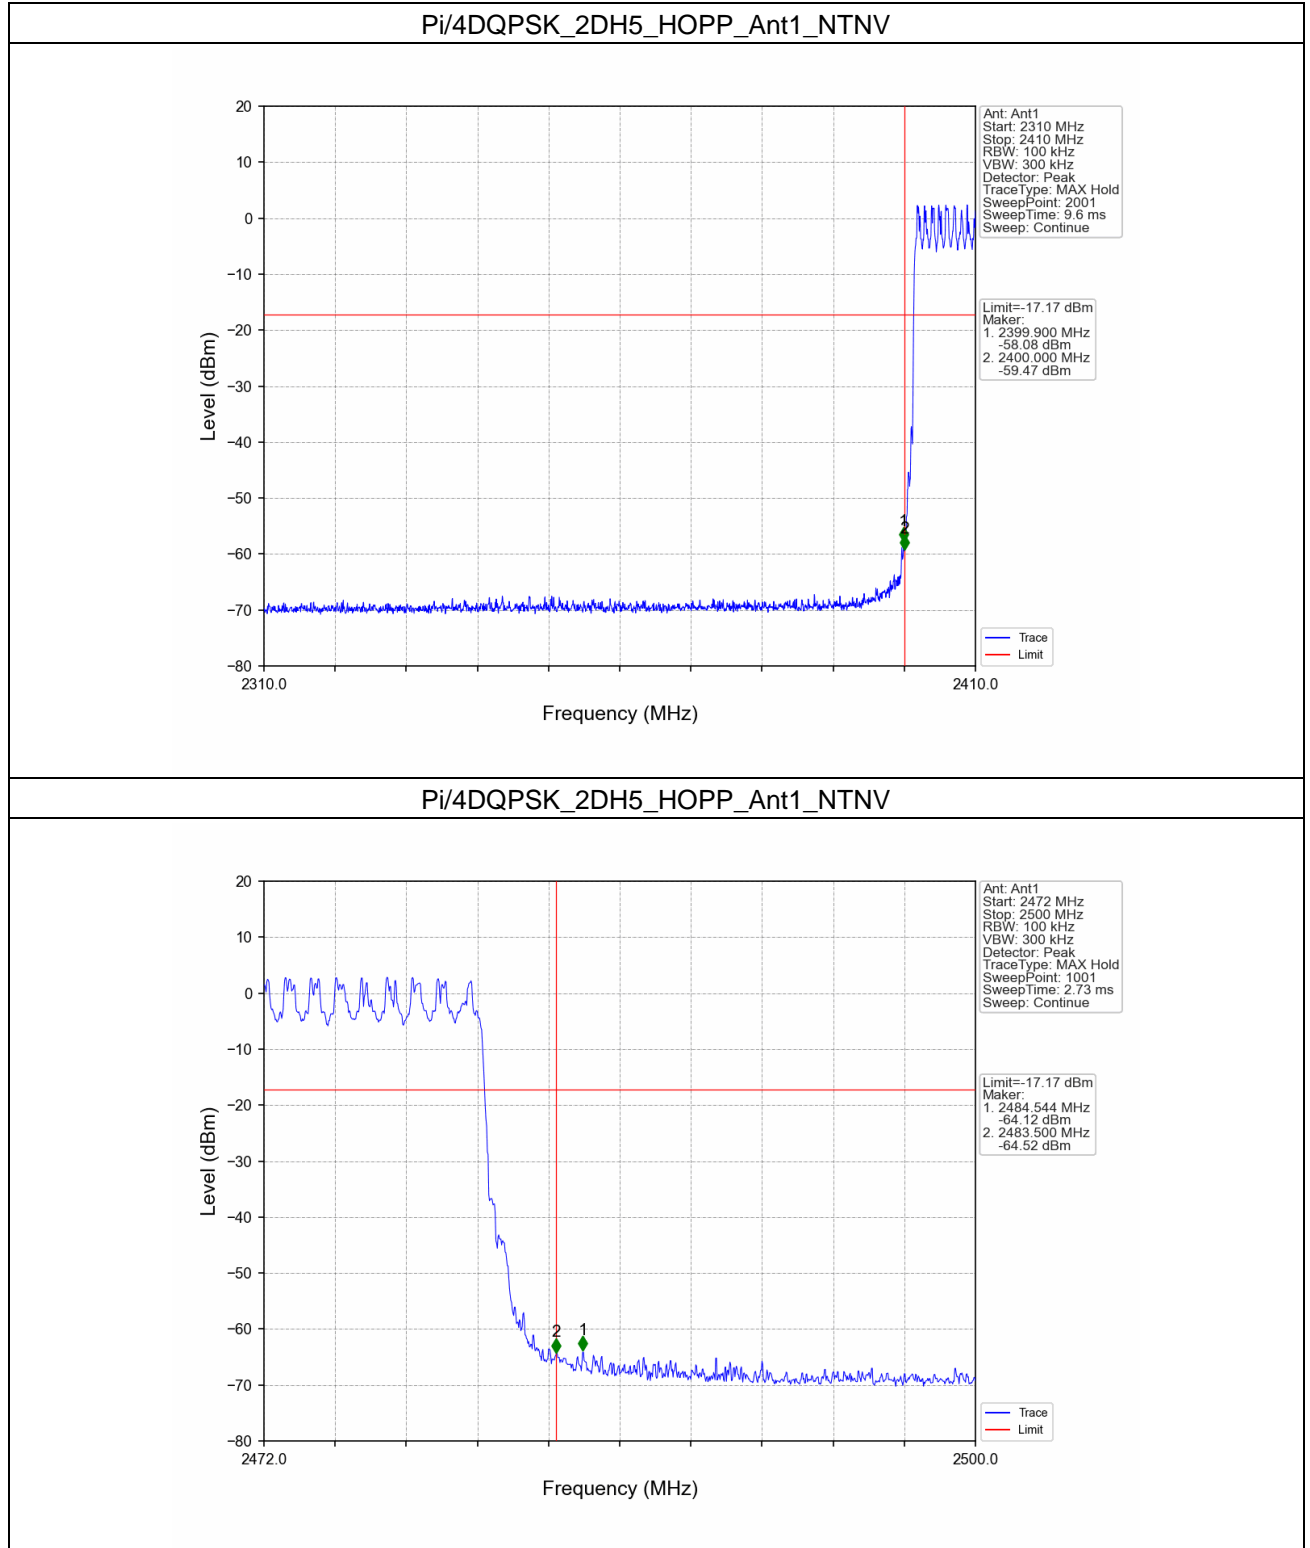 Pi/4DQPSK_2DH5_HOPP_Ant1_NTNV
20
10
0
−10
−20
−30
−40
−50
−60
−70
−80
Level (dBm)
1
2
2310.0
2410.0
Frequency (MHz)
Ant: Ant1
Start: 2310 MHz
Stop: 2410 MHz
RBW: 100 kHz
VBW: 300 kHz
Detector: Peak
TraceType: MAX Hold
SweepPoint: 2001
SweepTime: 9.6 ms
Sweep: Continue
Limit=-17.17 dBm
Maker:
1. 2399.900 MHz
-58.08 dBm
2. 2400.000 MHz
-59.47 dBm
Trace
Limit
Pi/4DQPSK_2DH5_HOPP_Ant1_NTNV
20
10
0
−10
−20
−30
−40
−50
−60
−70
−80
Level (dBm)
2
1
2472.0
2500.0
Frequency (MHz)
Ant: Ant1
Start: 2472 MHz
Stop: 2500 MHz
RBW: 100 kHz
VBW: 300 kHz
Detector: Peak
TraceType: MAX Hold
SweepPoint: 1001
SweepTime: 2.73 ms
Sweep: Continue
Limit=-17.17 dBm
Maker:
1. 2484.544 MHz
-64.12 dBm
2. 2483.500 MHz
-64.52 dBm
Trace
Limit